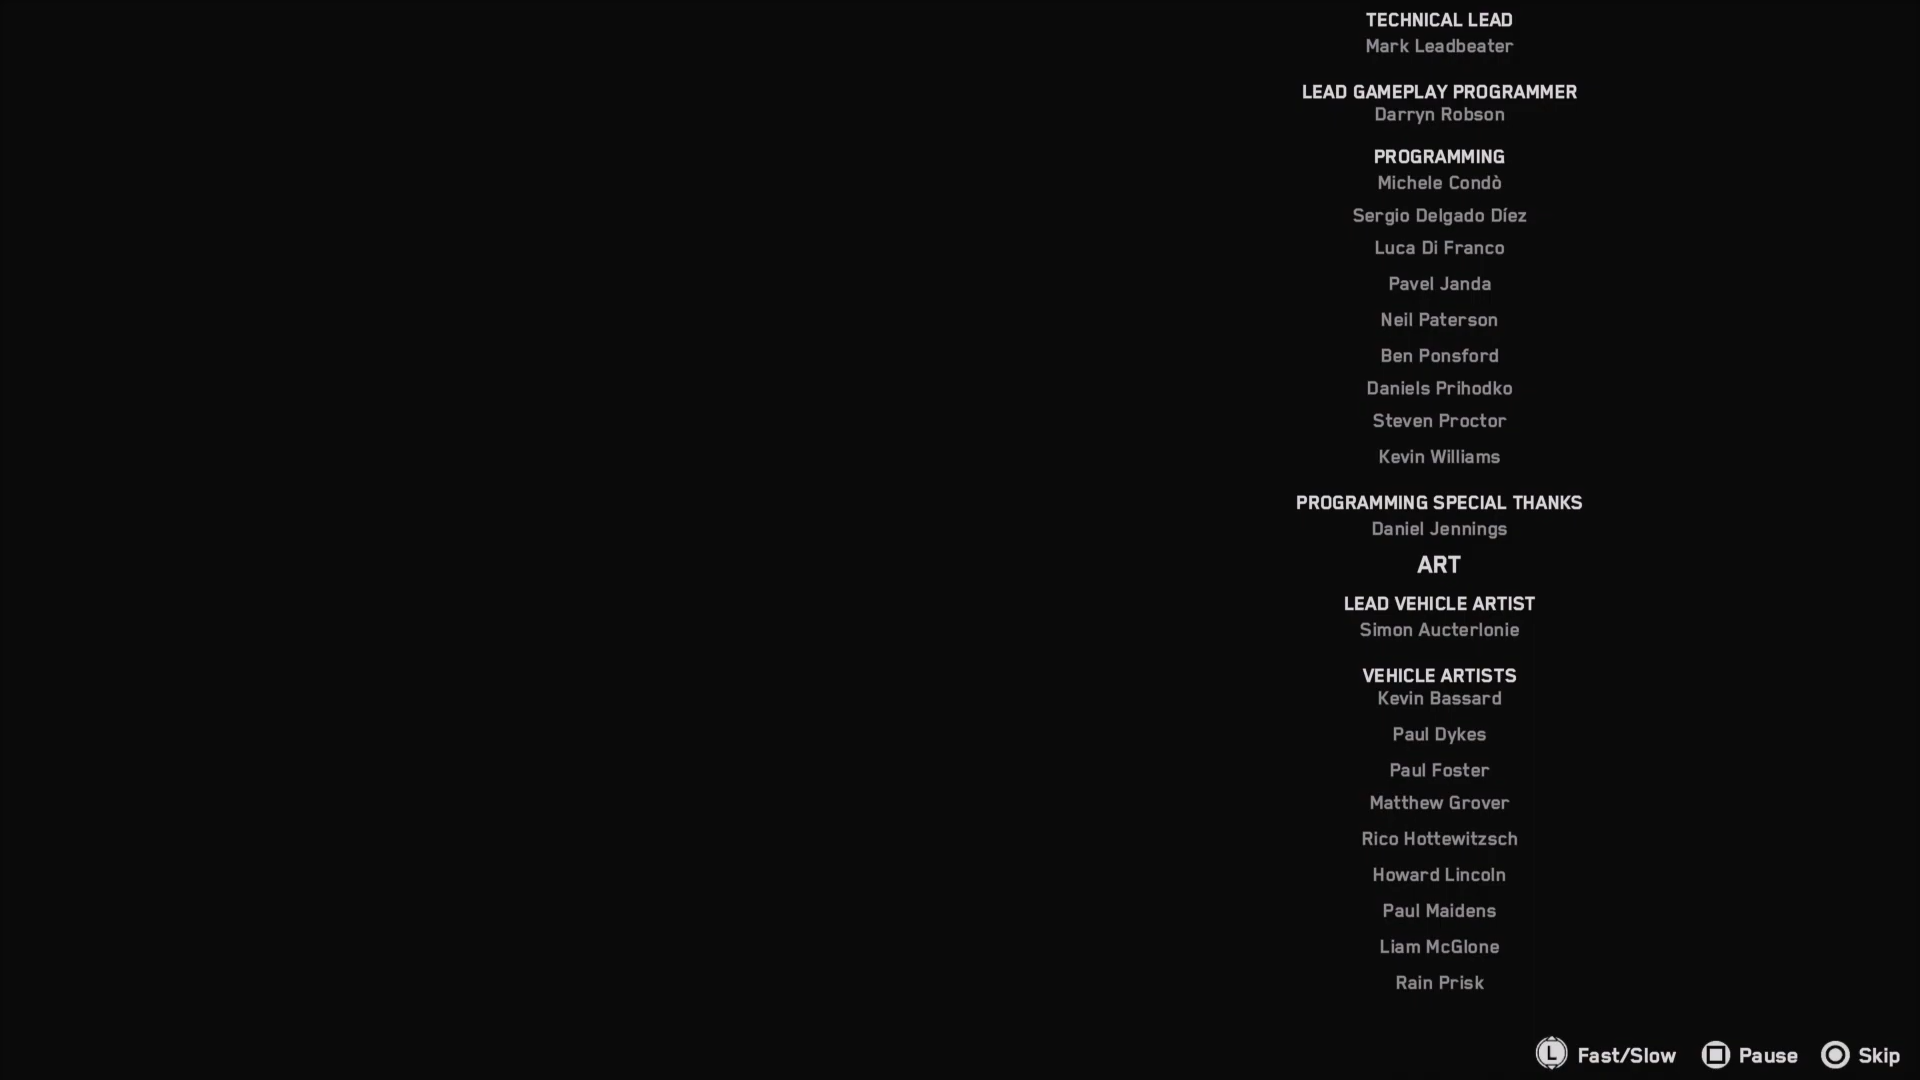 TECHNICAL LEAD
Mark Leadbeater
LEAD GAMEPLAY PROGRAMMER
Darryn Robson
PROGRAMMING
Michele Condò
Sergio Delgado Díez
Luca Di Franco
Pavel Janda
Neil Paterson
Ben Ponsford
Daniels Prihodko
Steven Proctor
Kevin Williams
PROGRAMMING SPECIAL THANKS
Daniel Jennings
ART
LEAD VEHICLE ARTIST
Simon Aucterlonie
VEHICLE ARTISTS
Kevin Bassard
Paul Dykes
Paul Foster
Matthew Grover
Rico Hottewitzsch
Howard Lincoln
Paul Maidens
Liam McGlone
Rain Prisk
L Fast/Slow Pause Skip